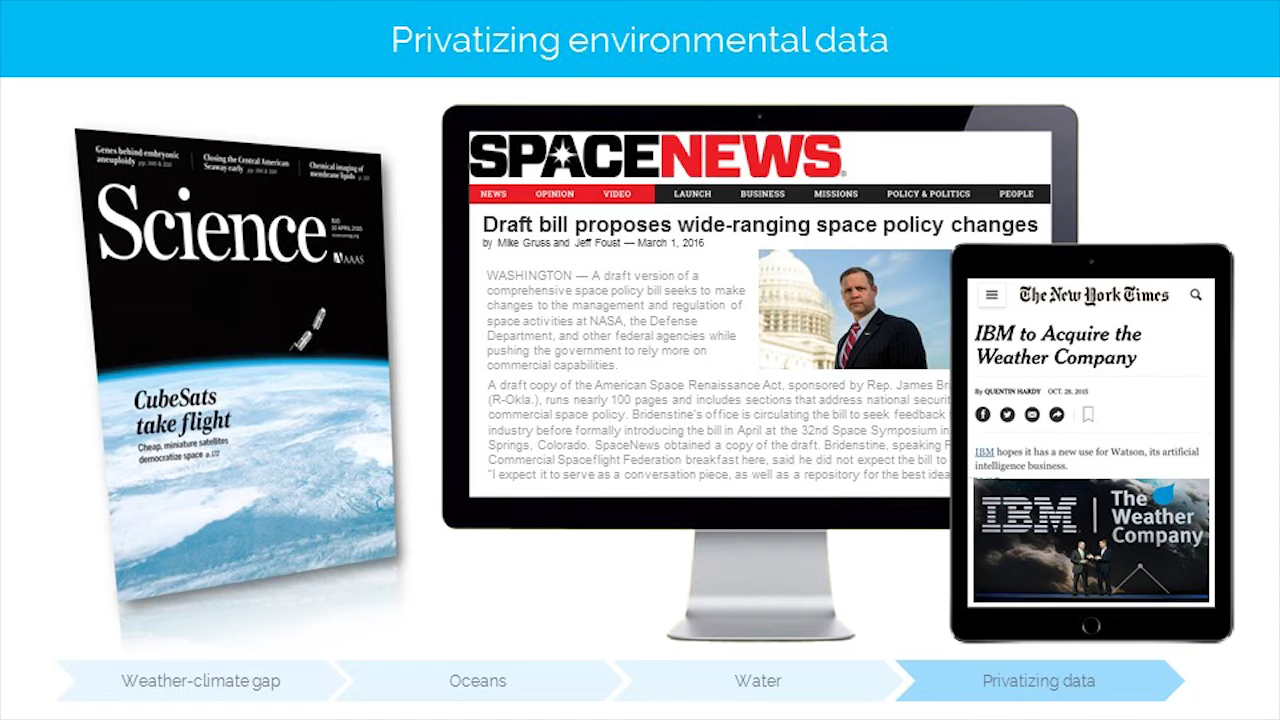 Privatizing environmental data
Genes behind embryonic
aneuploidy
Closing the Central American
Seaway early
Chemical imaging of
membrane lipids
Science
$10
10 APRIL 2015
AAAS
CubeSats
take flight
Cheap, miniature satellites
democratize space p. 172
SPACENEWS
NEWS OPINION VIDEO LAUNCH BUSINESS MISSIONS POLICY & POLITICS PEOPLE
Draft bill proposes wide-ranging space policy changes
by Mike Gruss and Jeff Foust — March 1, 2016
WASHINGTON — A draft version of a
comprehensive space policy bill seeks to make
changes to the management and regulation of
space activities at NASA, the Defense
Department, and other federal agencies while
pushing the government to rely more on
commercial capabilities.
A draft copy of the American Space Renaissance Act, sponsored by Rep. James Bri
(R-Okla.), runs nearly 100 pages and includes sections that address national securit
commercial space policy. Bridenstine's office is circulating the bill to seek feedback
industry before formally introducing the bill in April at the 32nd Space Symposium in
Springs, Colorado. SpaceNews obtained a copy of the draft. Bridenstine, speaking F
Commercial Spaceflight Federation breakfast here, said he did not expect the bill to
"I expect it to serve as a conversation piece, as well as a repository for the best idea
The New York Times
IBM to Acquire the
Weather Company
By QUENTIN HARDY OCT. 28, 2015
IBM hopes it has a new use for Watson, its artificial
intelligence business.
IBM | The
Weather
Company
Weather-climate gap
Oceans
Water
Privatizing data